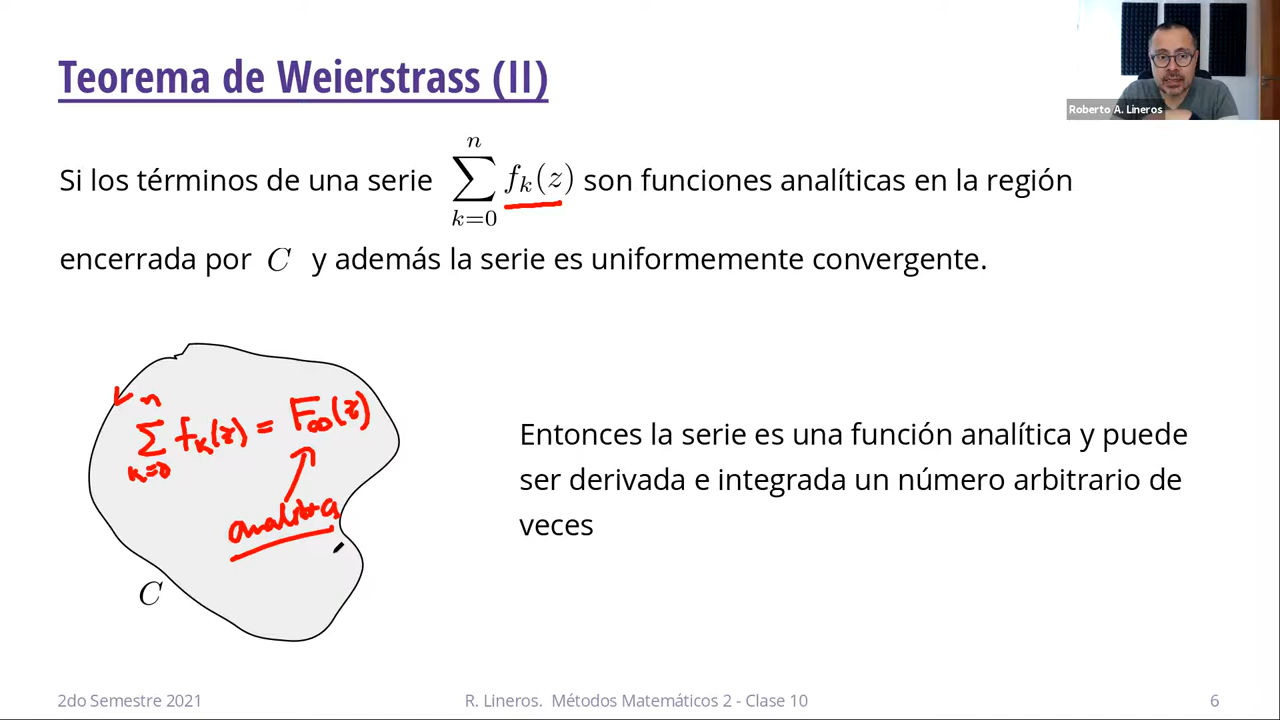 Teorema de Weierstrass (II)
Roberto A. Lineros
Si los términos de una serie \sum_{k=0}^{n} f_k(z) son funciones analíticas en la región
encerrada por C y además la serie es uniformemente convergente.
\sum_{k=0}^{n} f_k(z) = F_∞(z)
analítica
C
Entonces la serie es una función analítica y puede
ser derivada e integrada un número arbitrario de
veces
2do Semestre 2021
R. Lineros. Métodos Matemáticos 2 - Clase 10
6